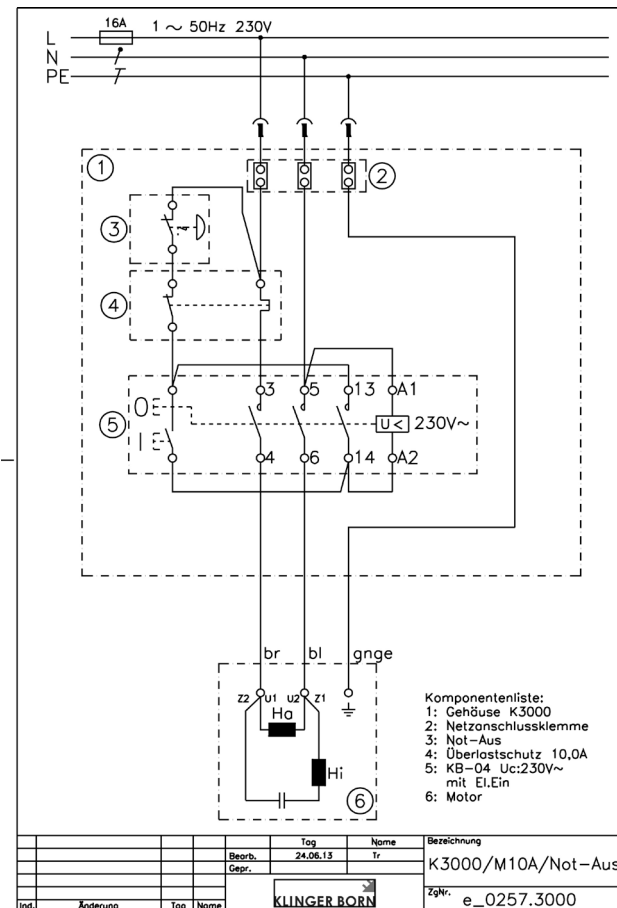 16A 1 ~ 50Hz 230V
L
N
PE
1
2
3
4
3 5 13 A1
O
5 U< 230V~
I
4 6 14 A2
br bl gnge
Z2 U1 U2 Z1
Ha
Hi
6
Komponentenliste:
1: Gehäuse K3000
2: Netzanschlussklemme
3: Not-Aus
4: Überlastschutz 10,0A
5: KB-04 Uc:230V~
mit El.Ein
6: Motor
Tag Name Bezeichnung
Bearb. 24.06.13 Tr
Gepr.
K3000/M10A/Not-Aus
KLINGER BORN
ZgNr. e_0257.3000
Ind. Änderung Tag Name